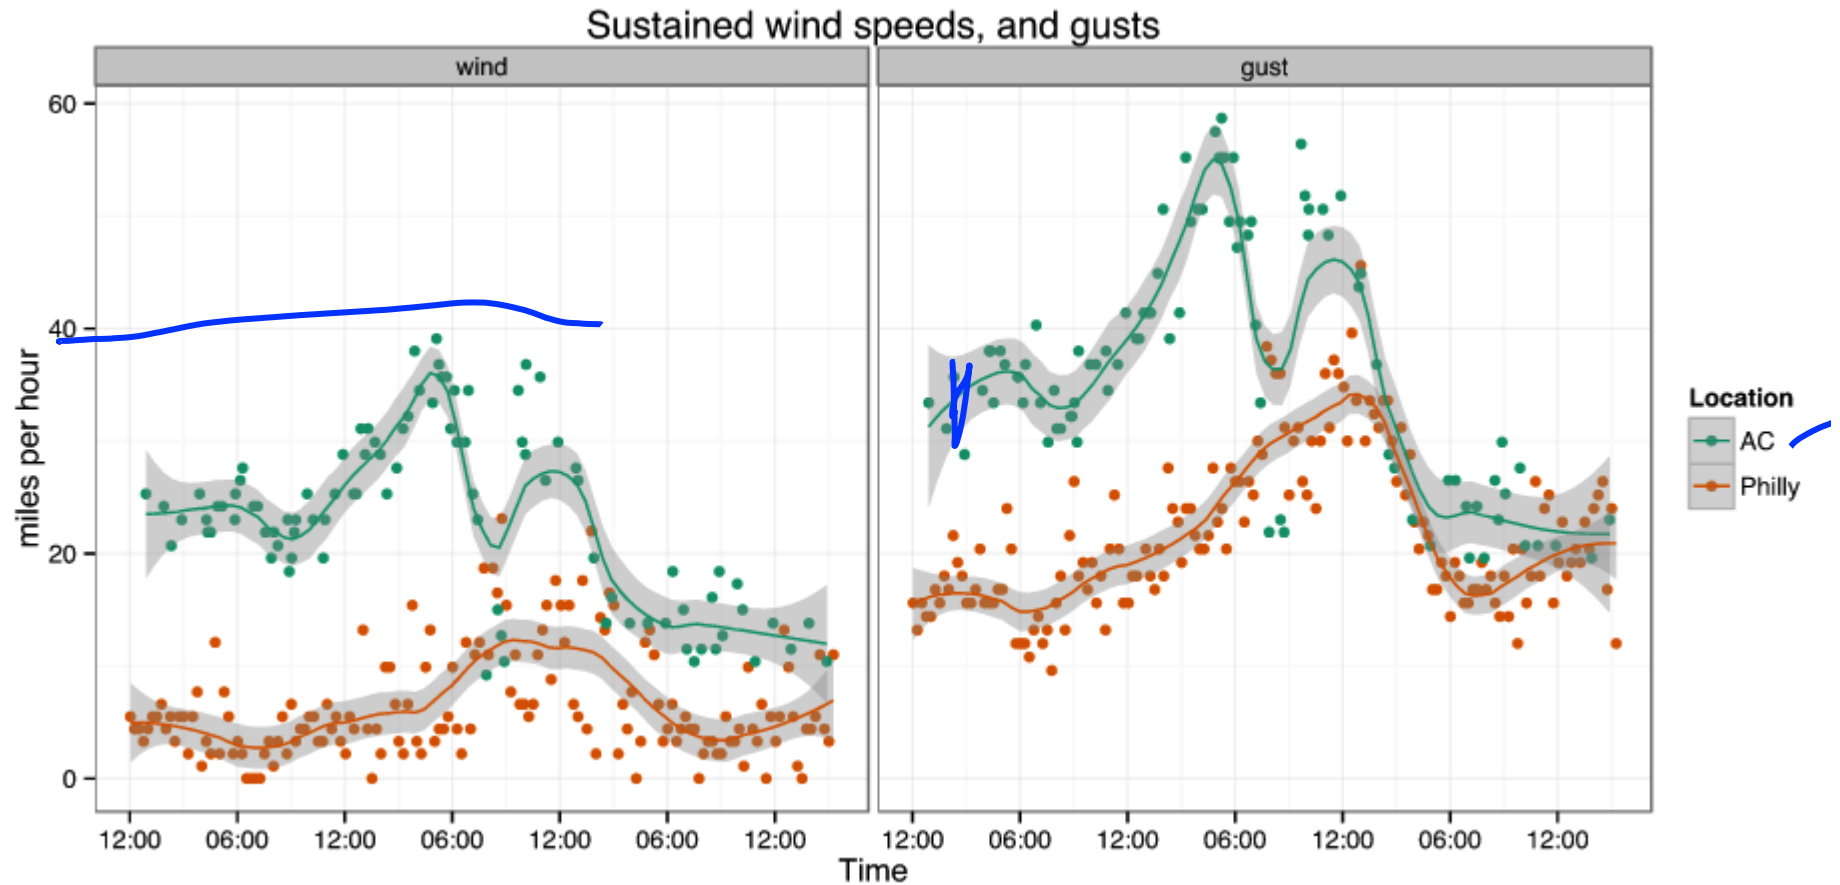 Sustained wind speeds, and gusts
wind
gust
60
40
20
0
miles per hour
12:00 06:00 12:00 06:00 12:00 06:00 12:00
12:00 06:00 12:00 06:00 12:00 06:00 12:00
Time
Location
AC
Philly